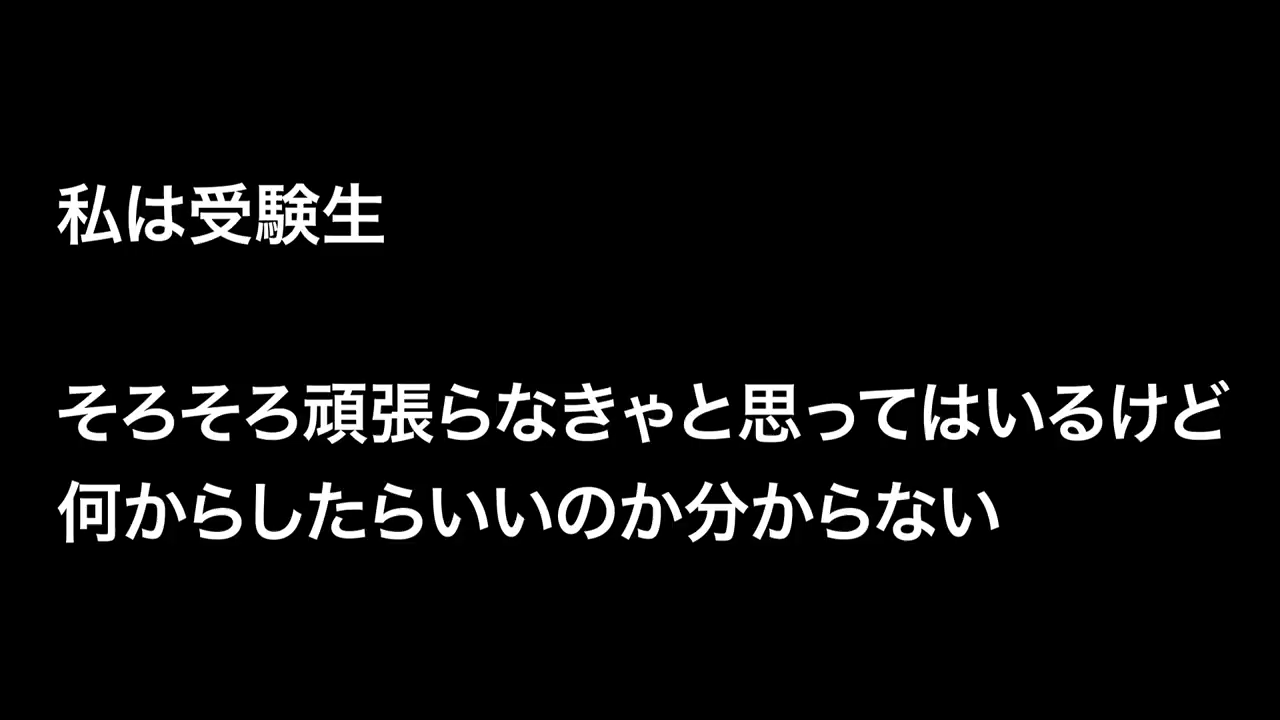 私は受験生
そろそろ頑張らなきゃと思ってはいるけど
何からしたらいいのか分からない